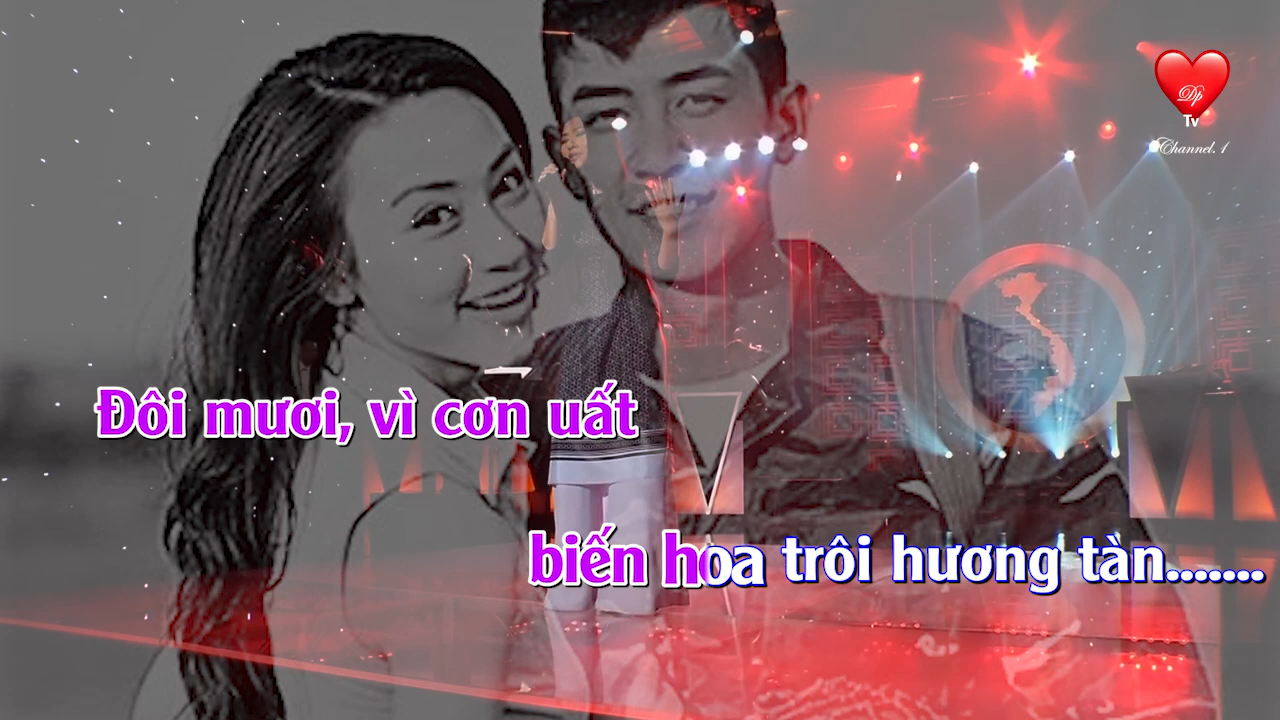 Dp
Tv
Channel. 1
Đôi mươi, vì cơn uất
biến hoa trôi hương tàn.......